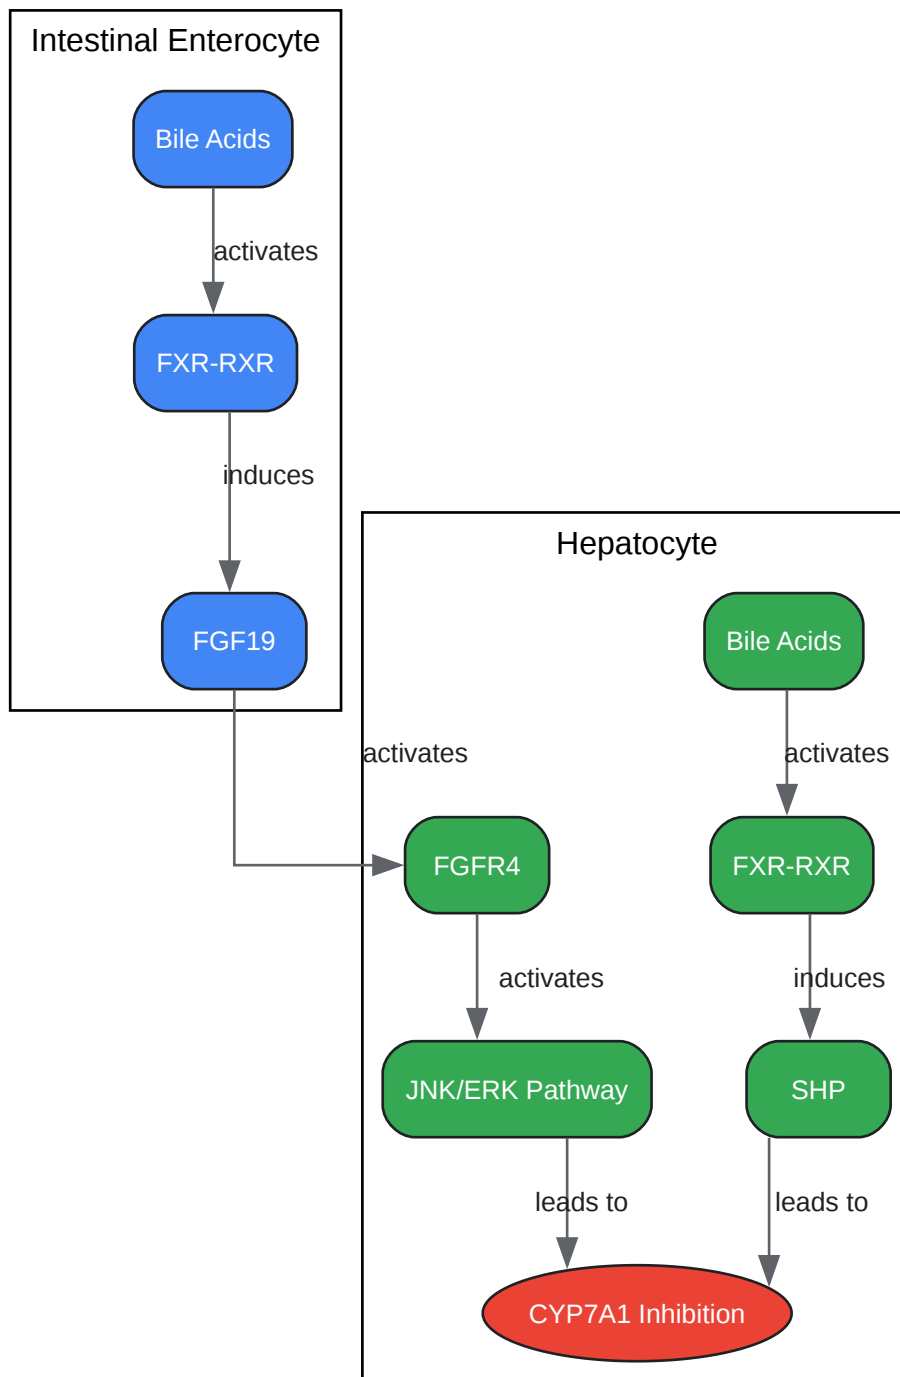 Intestinal Enterocyte
Bile Acids
activates
FXR-RXR
induces
FGF19
activates
Hepatocyte
Bile Acids
activates
FGFR4
FXR-RXR
activates
induces
JNK/ERK Pathway
SHP
leads to
leads to
CYP7A1 Inhibition